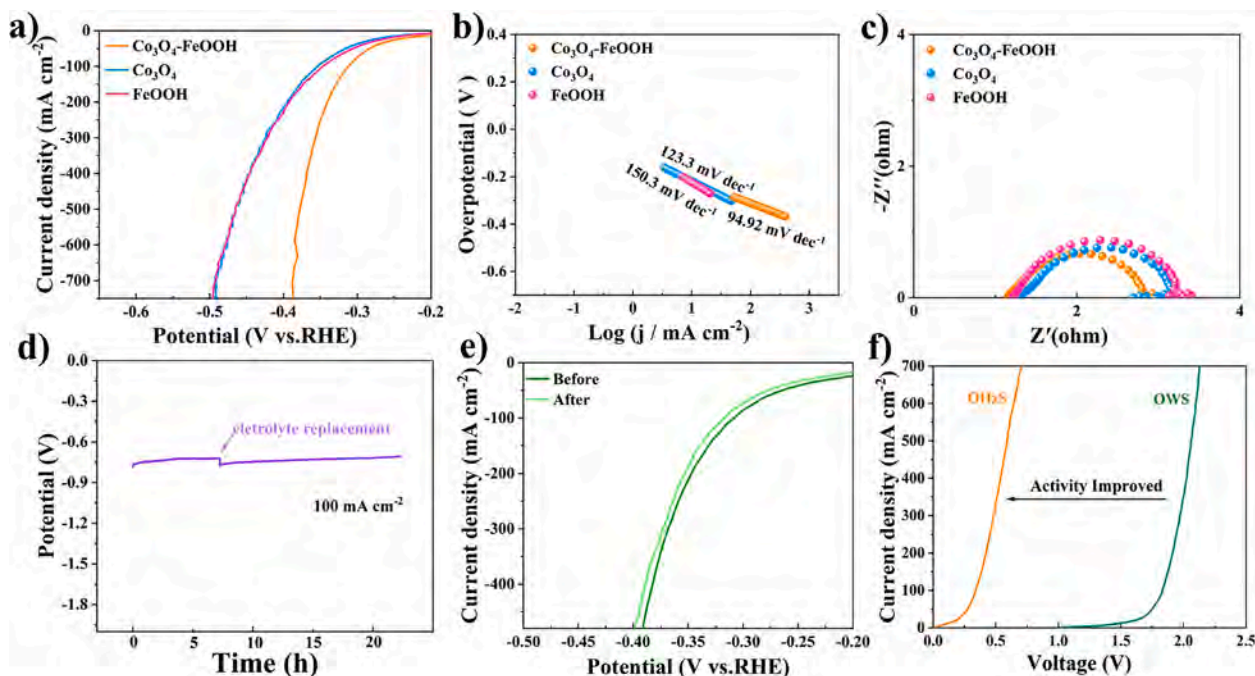 a)
Co₃O₄-FeOOH
Co₃O₄
FeOOH
0
-100
-200
-300
-400
-500
-600
-700
-0.6
-0.5
-0.4
-0.3
-0.2
Current density (mA cm⁻²)
Potential (V vs.RHE)
b)
Co₃O₄-FeOOH
Co₃O₄
FeOOH
0.4
0.2
0.0
-0.2
-0.4
-0.6
123.3 mV dec⁻¹
150.3 mV dec⁻¹
94.92 mV dec⁻¹
-2
-1
0
1
2
3
Overpotential ( V )
Log (j / mA cm⁻²)
c)
Co₃O₄-FeOOH
Co₃O₄
FeOOH
4
2
0
0
1
2
3
4
-Z''(ohm)
Z'(ohm)
d)
0.0
-0.3
-0.6
-0.9
-1.2
-1.5
-1.8
eletrolyte replacement
100 mA cm⁻²
0
5
10
15
20
Potential (V)
Time (h)
e)
Before
After
0
-100
-200
-300
-400
-0.50
-0.45
-0.40
-0.35
-0.30
-0.25
-0.20
Current density (mA cm⁻²)
Potential (V vs.RHE)
f)
OHzS
OWS
Activity Improved
700
600
500
400
300
200
100
0
0.0
0.5
1.0
1.5
2.0
2.5
Current density (mA cm⁻²)
Voltage (V)